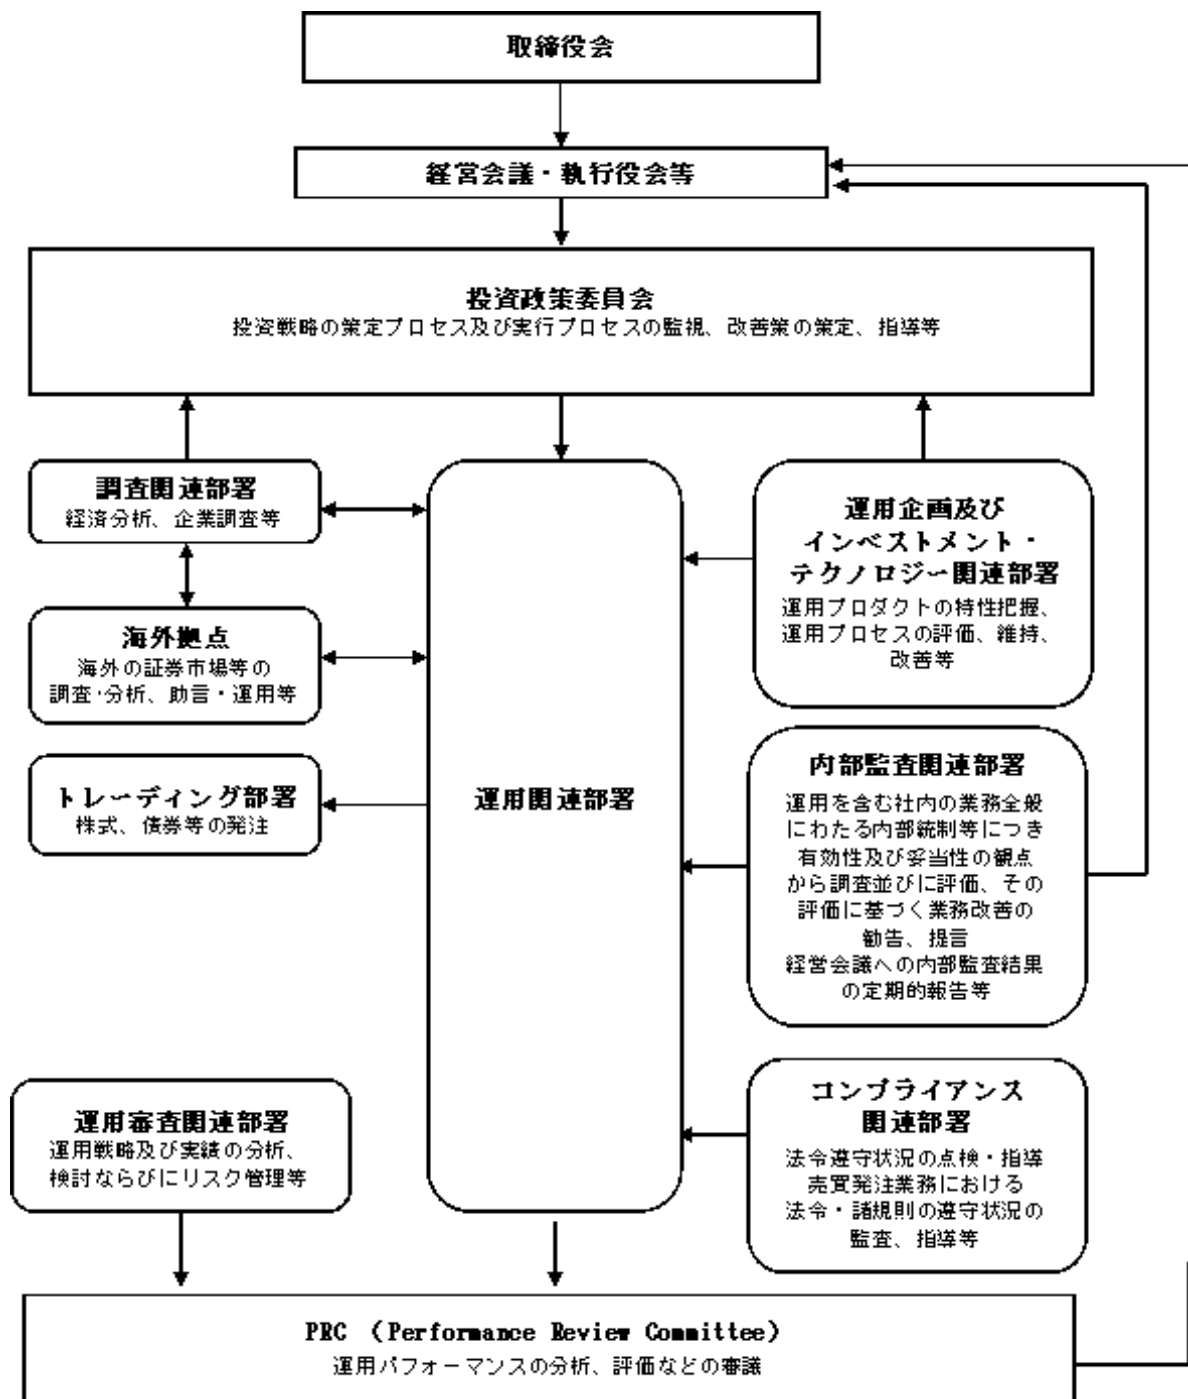 取締役会
経営会議・執行役会等
投資政策委員会
投資戦略の策定プロセス及び実行プロセスの監視、改善策の策定、指導等
調査関連部署
経済分析、企業調査等
海外拠点
海外の証券市場等の
調査・分析、助言・運用等
トレーディング部署
株式、債券等の発注
運用関連部署
運用企画及び
インベストメント・
テクノロジー関連部署
運用プロダクトの特性把握、
運用プロセスの評価、維持、
改善等
内部監査関連部署
運用を含む社内の業務全般
にわたる内部統制等につき
有効性及び妥当性の観点
から調査並びに評価、その
評価に基づく業務改善の
勧告、提言
経営会議への内部監査結果
の定期的報告等
コンプライアンス
関連部署
法令遵守状況の点検・指導
売買発注業務における
法令・諸規則の遵守状況の
監査、指導等
運用審査関連部署
運用戦略及び実績の分析、
検討ならびにリスク管理等
PRC （Performance Review Committee）
運用パフォーマンスの分析、評価などの審議